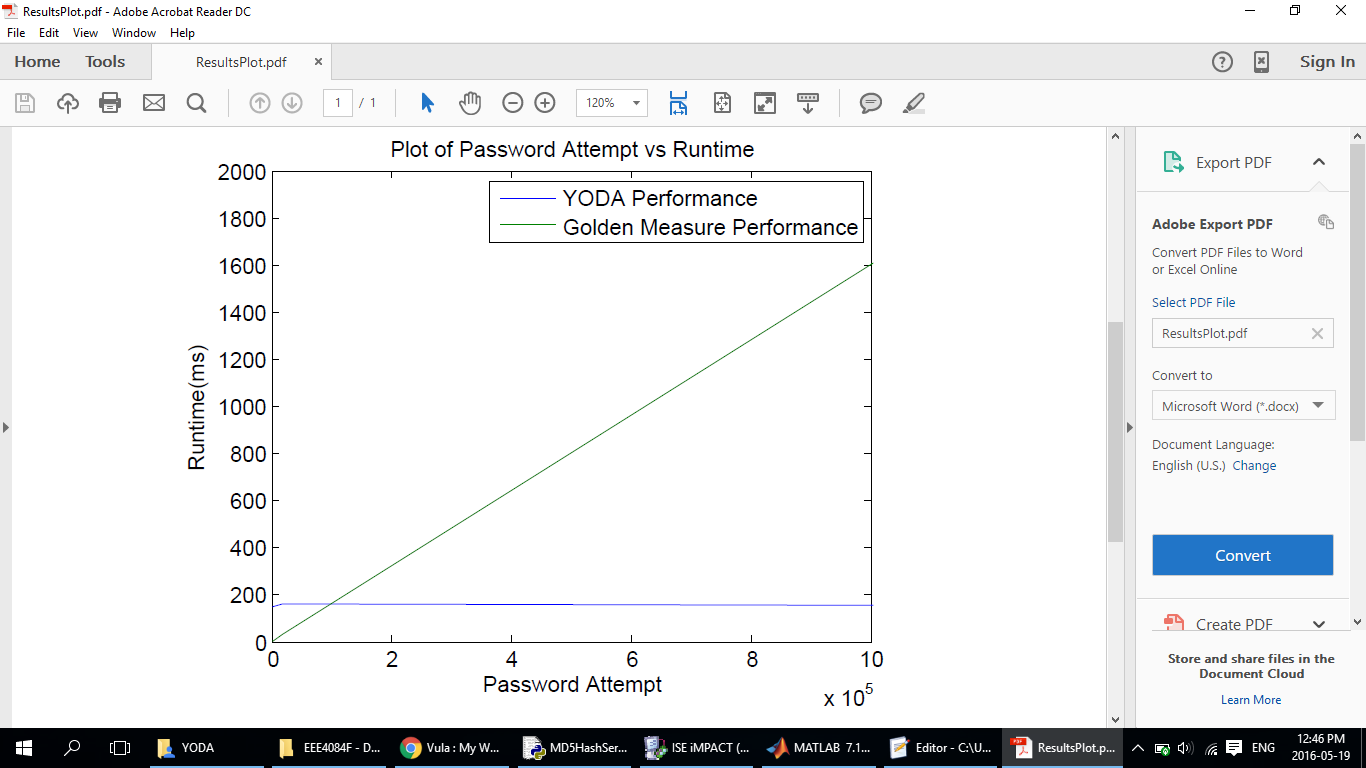 ResultsPlot.pdf - Adobe Acrobat Reader DC
File Edit View Window Help
Home Tools ResultsPlot.pdf × ? Sign In
1 / 1 120%
Plot of Password Attempt vs Runtime
YODA Performance
Golden Measure Performance
2000
1800
1600
1400
1200
1000
800
600
400
200
0
Runtime(ms)
0 2 4 6 8 10
Password Attempt
x 10^5
Export PDF
Adobe Export PDF
Convert PDF Files to Word
or Excel Online
Select PDF File
ResultsPlot.pdf
Convert to
Microsoft Word (*.docx)
Document Language:
English (U.S.) Change
Convert
Create PDF
Store and share files in the
Document Cloud
Learn More
YODA EEE4084F - D... Vula : My W... MD5HashSer... ISE iMPACT (... MATLAB 7.1... Editor - C:\U... ResultsPlot.p... ENG
12:46 PM
2016-05-19